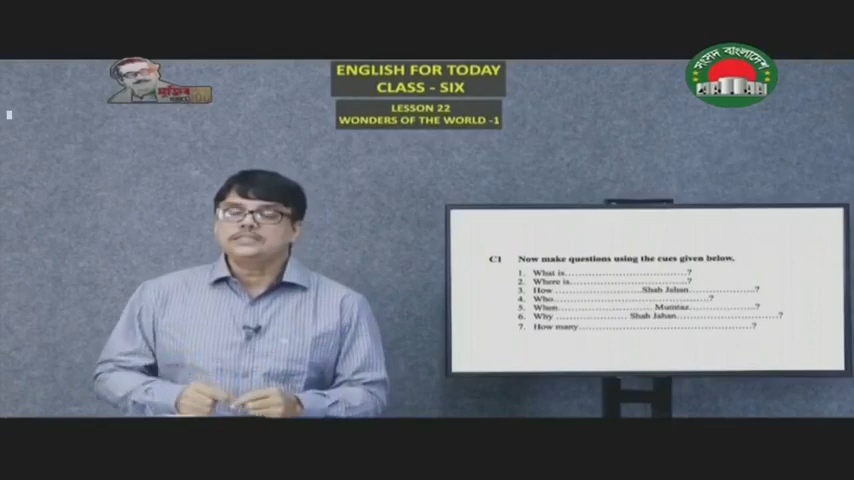 ENGLISH FOR TODAY
CLASS - SIX
LESSON 22
WONDERS OF THE WORLD -1
সংসদ বাংলাদেশ
C1 Now make questions using the cues given below.
1. What is..............................................?
2. Where is............................................?
3. How ................................Shah Jahan........................?
4. Who......................................................?
5. When................................. Mumtaz.........................?
6. Why ......................... Shah Jahan....................................?
7. How many...............................................................?